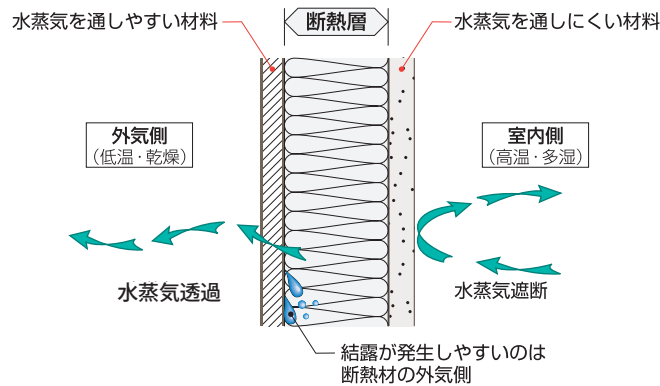 水蒸気を通しやすい材料
断熱層
水蒸気を通しにくい材料
外気側
（低温・乾燥）
室内側
（高温・多湿）
水蒸気透過
水蒸気遮断
結露が発生しやすいのは
断熱材の外気側